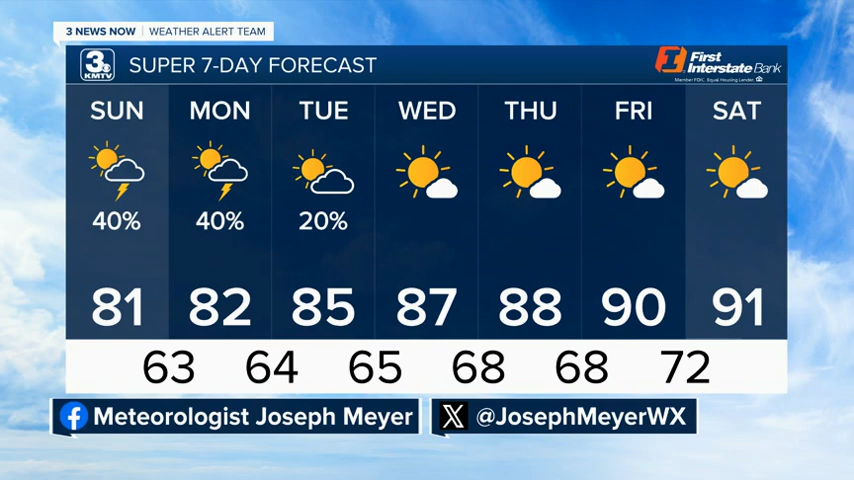 3 NEWS NOW WEATHER ALERT TEAM
3 KMTV SUPER 7-DAY FORECAST
First Interstate Bank
Member FDIC. Equal Housing Lender.
SUN MON TUE WED THU FRI SAT
40% 40% 20%
81 82 85 87 88 90 91
63 64 65 68 68 72
Meteorologist Joseph Meyer @JosephMeyerWX